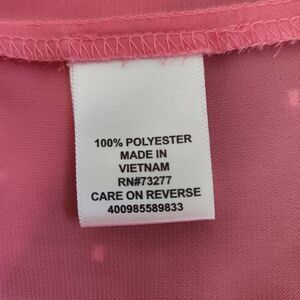 100% POLYESTER
MADE IN
VIETNAM
RN#73277
CARE ON REVERSE
400985589833